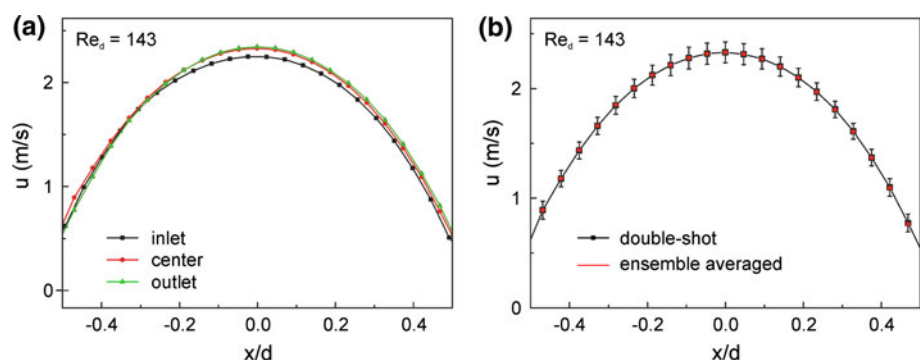 (a)
Re_d = 143
u (m/s)
2
1
0
inlet
center
outlet
-0.4 -0.2 0.0 0.2 0.4
x/d
(b)
Re_d = 143
u (m/s)
2
1
0
double-shot
ensemble averaged
-0.4 -0.2 0.0 0.2 0.4
x/d